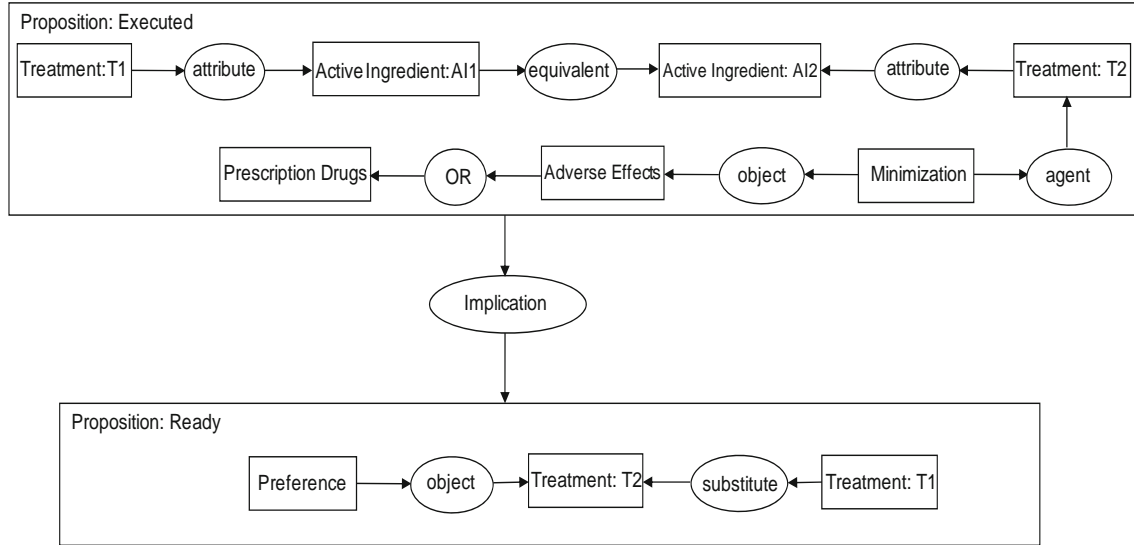 Proposition: Executed
Treatment:T1
attribute
Active Ingredient:AI1
equivalent
Active Ingredient: AI2
attribute
Treatment: T2
Prescription Drugs
OR
Adverse Effects
object
Minimization
agent
Implication
Proposition: Ready
Preference
object
Treatment: T2
substitute
Treatment: T1